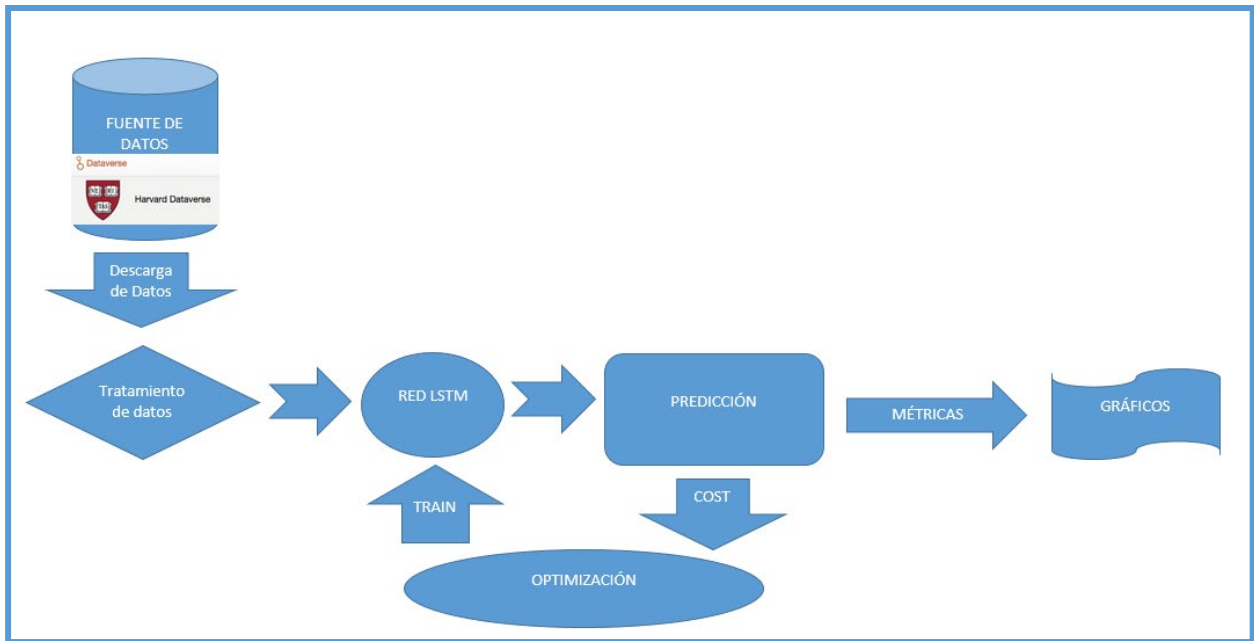 FUENTE DE
DATOS
Dataverse
Harvard Dataverse
Descarga
de Datos
Tratamiento
de datos
RED LSTM
PREDICCIÓN
MÉTRICAS
GRÁFICOS
TRAIN
COST
OPTIMIZACIÓN